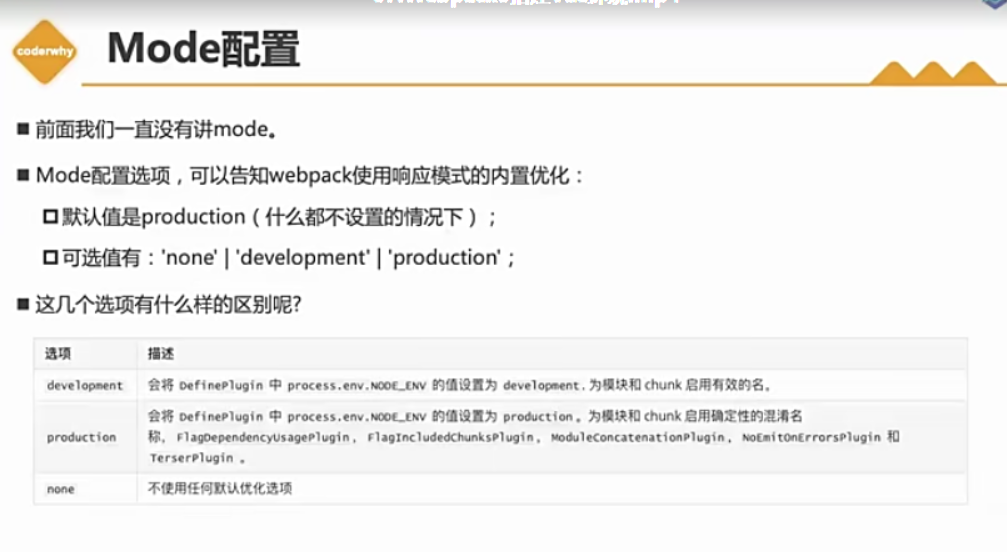 coderwhy
Mode配置
前面我们一直没有讲mode。
Mode配置选项，可以告知webpack使用响应模式的内置优化：
默认值是production（什么都不设置的情况下）；
可选值有：'none' | 'development' | 'production'；
这几个选项有什么样的区别呢?
选项 描述
development 会将 DefinePlugin 中 process.env.NODE_ENV 的值设置为 development. 为模块和 chunk 启用有效的名。
会将 DefinePlugin 中 process.env.NODE_ENV 的值设置为 production。为模块和 chunk 启用确定性的混淆名
production 称，FlagDependencyUsagePlugin，FlagIncludedChunksPlugin，ModuleConcatenationPlugin，NoEmitOnErrorsPlugin 和
TerserPlugin 。
none 不使用任何默认优化选项